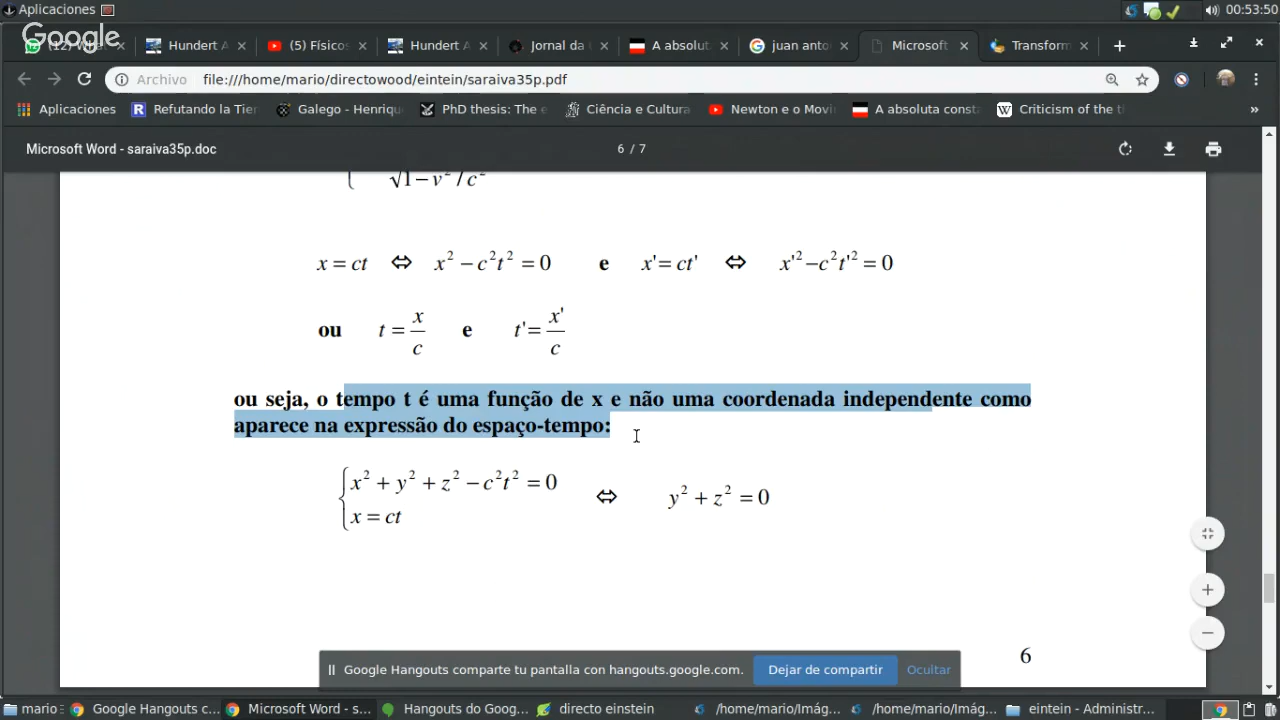 Aplicaciones
00:53:50
Google
Hundert A
(5) Físicos
Hundert A
Jornal da
A absolut
juan anto
Microsoft
Transform
Archivo
file:///home/mario/directowood/eintein/saraiva35p.pdf
Aplicaciones
Refutando la Tier
Galego - Henriqu
PhD thesis: The e
Ciência e Cultura
Newton e o Movi
A absoluta const
Criticism of the t
»
Microsoft Word - saraiva35p.doc
6 / 7
√1 − v² / c²
x = ct ⇔ x² − c²t² = 0 e x' = ct' ⇔ x'² − c²t'² = 0
ou t = x/c e t' = x'/c
ou seja, o tempo t é uma função de x e não uma coordenada independente como
aparece na expressão do espaço-tempo:
{ x² + y² + z² − c²t² = 0
x = ct ⇔ y² + z² = 0
6
Google Hangouts comparte tu pantalla con hangouts.google.com.
Dejar de compartir
Ocultar
mario
Google Hangouts c...
Microsoft Word - s...
Hangouts do Goog...
directo einstein
/home/mario/Imág...
/home/mario/Imág...
eintein - Administr...